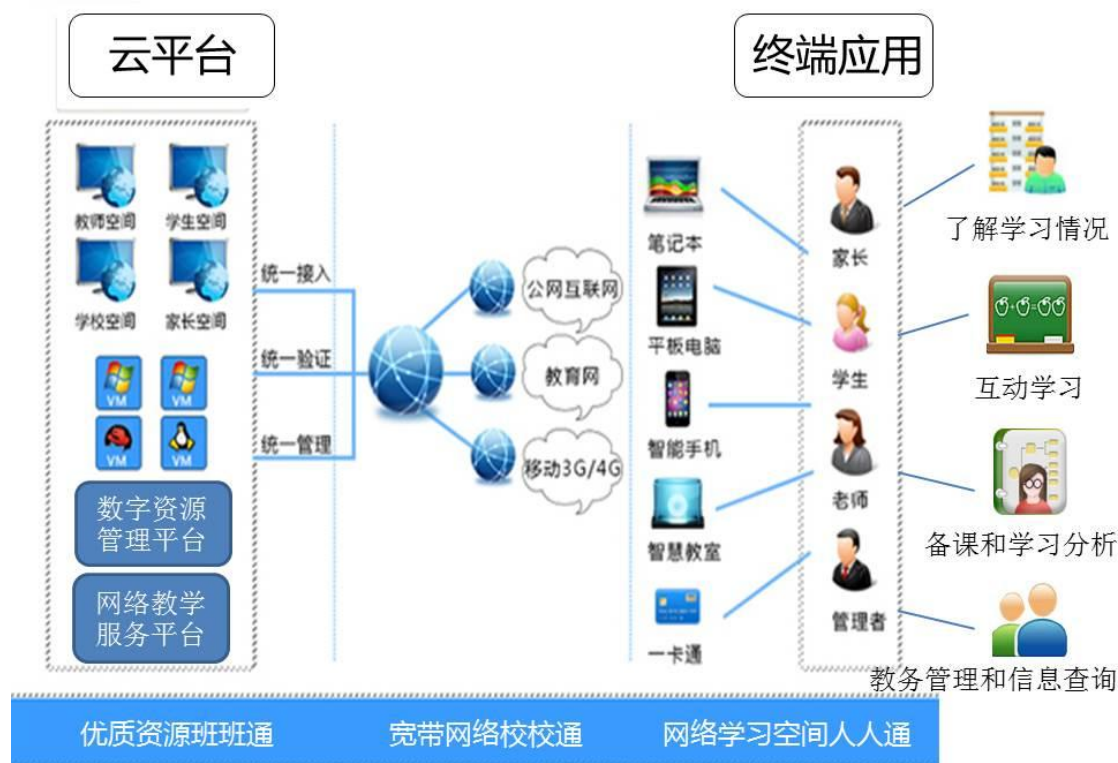 云平台
终端应用
教师空间
学生空间
学校空间
家长空间
VM
VM
VM
VM
数字资源
管理平台
网络教学
服务平台
统一接入
统一验证
统一管理
公网互联网
教育网
移动3G/4G
笔记本
平板电脑
智能手机
智慧教室
一卡通
家长
学生
老师
管理者
了解学习情况
互动学习
备课和学习分析
教务管理和信息查询
优质资源班班通
宽带网络校校通
网络学习空间人人通